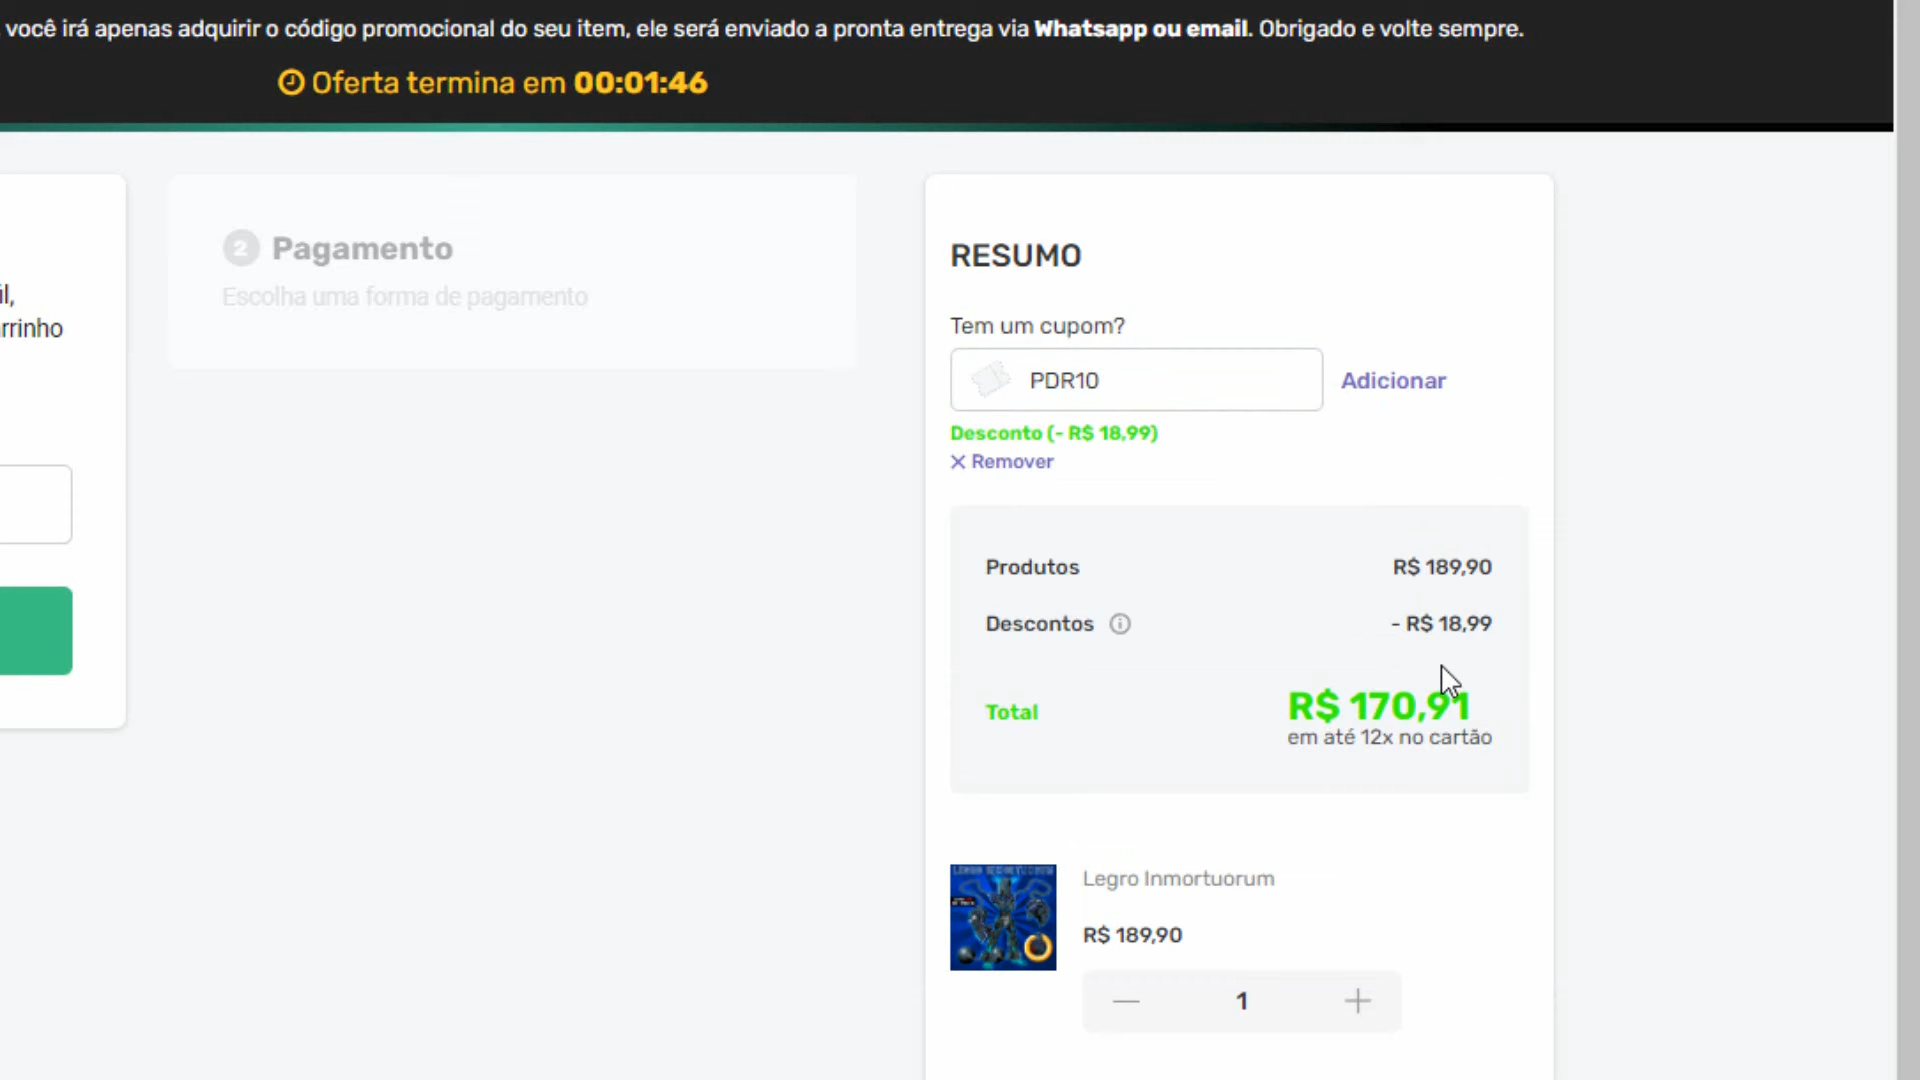 você irá apenas adquirir o código promocional do seu item, ele será enviado a pronta entrega via Whatsapp ou email. Obrigado e volte sempre.
Oferta termina em 00:01:46
il,
rrinho
2 Pagamento
Escolha uma forma de pagamento
RESUMO
Tem um cupom?
PDR10 Adicionar
Desconto (- R$ 18,99)
Remover
Produtos R$ 189,90
Descontos - R$ 18,99
Total R$ 170,91
em até 12x no cartão
Legro Inmortuorum
R$ 189,90
— 1 +